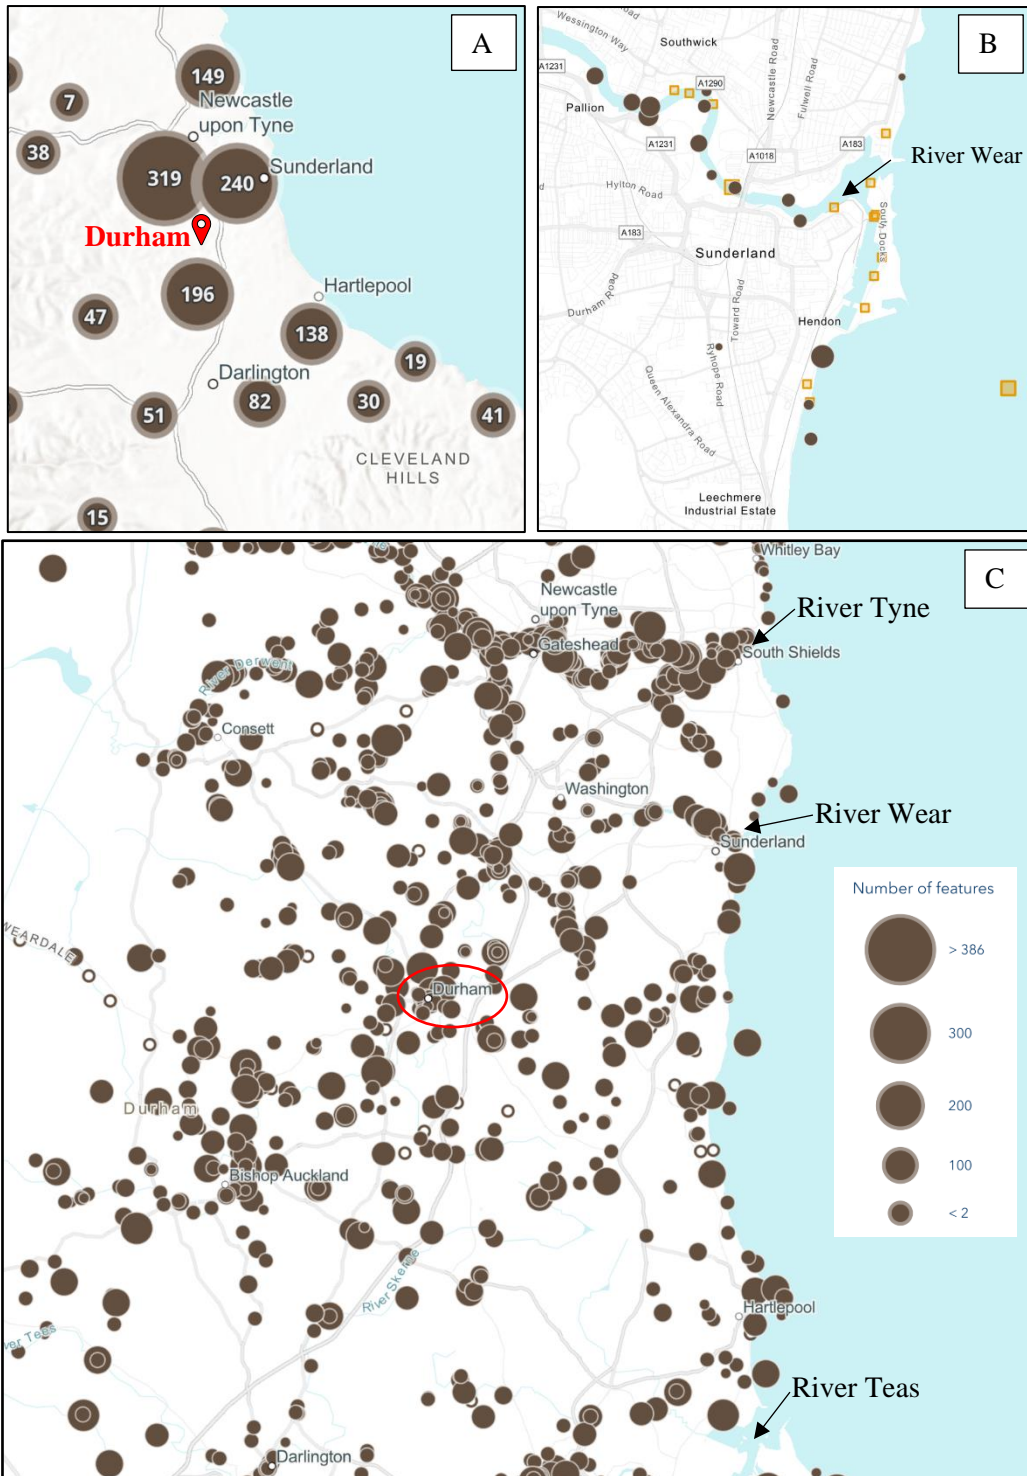 A
149
7
Newcastle
upon Tyne
38
319
240
Sunderland
Durham
196
Hartlepool
47
138
19
Darlington
51
82
30
41
CLEVELAND
HILLS
15
B
Wessington Way
Road
Southwick
Newcastle Road
Fulwell Road
A1231
A1290
Pallion
A1231
A1018
A183
River Wear
Hylton Road
South Docks
A183
Sunderland
Durham Road
Toward Road
Hendon
Ryhope Road
Queen Alexandra Road
Leechmere
Industrial Estate
C
Whitley Bay
Newcastle
upon Tyne
River Tyne
Gateshead
South Shields
River Derwent
Consett
Washington
River Wear
Sunderland
Number of features
> 386
300
200
100
< 2
WEARDALE
Durham
Durham
Bishop Auckland
River Skerne
Hartlepool
ver Tees
River Teas
Darlington